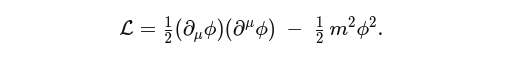 ℒ = ½(∂_μϕ)(∂^μϕ) − ½ m²ϕ².